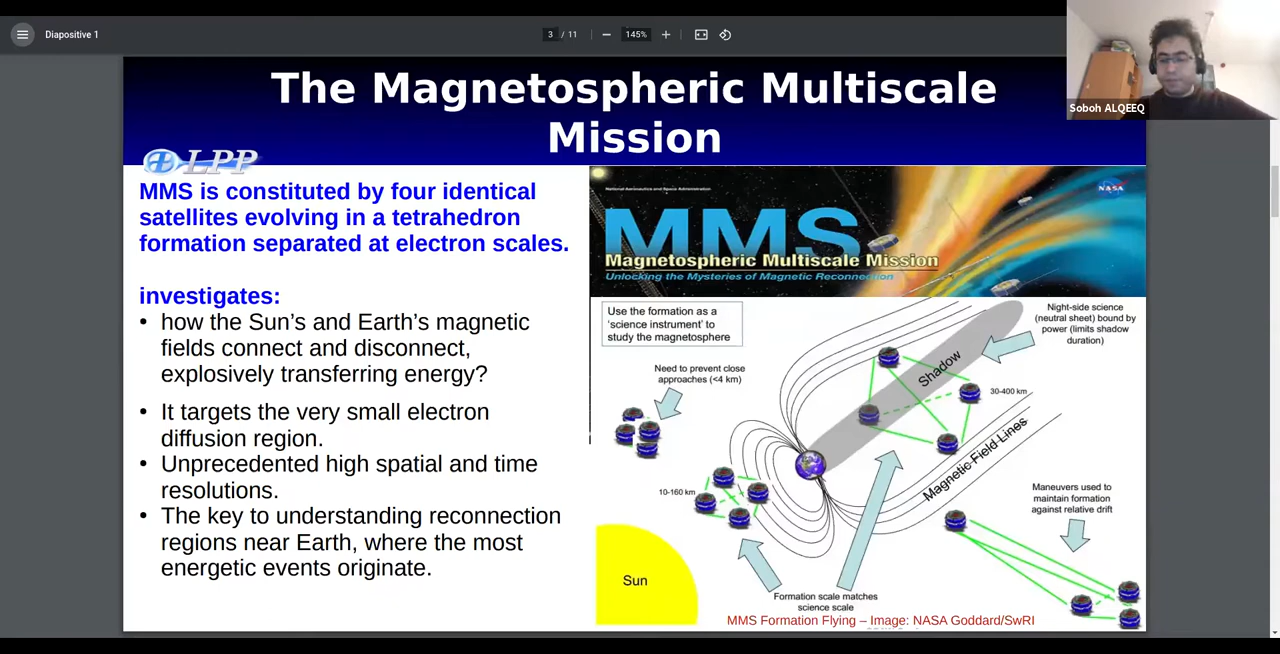 Diapositive 1
3 / 11
145%
Soboh ALQEEQ
The Magnetospheric Multiscale
Mission
LPP
MMS is constituted by four identical
satellites evolving in a tetrahedron
formation separated at electron scales.
investigates:
• how the Sun’s and Earth’s magnetic
fields connect and disconnect,
explosively transferring energy?
• It targets the very small electron
diffusion region.
• Unprecedented high spatial and time
resolutions.
• The key to understanding reconnection
regions near Earth, where the most
energetic events originate.
National Aeronautics and Space Administration
NASA
MMS
Magnetospheric Multiscale Mission
Unlocking the Mysteries of Magnetic Reconnection
Use the formation as a
‘science instrument’ to
study the magnetosphere
Night-side science
(neutral sheet) bound by
power (limits shadow
duration)
Need to prevent close
approaches (<4 km)
Shadow
30-400 km
Magnetic Field Lines
10-160 km
Maneuvers used to
maintain formation
against relative drift
Sun
Formation scale matches
science scale
MMS Formation Flying – Image: NASA Goddard/SwRI